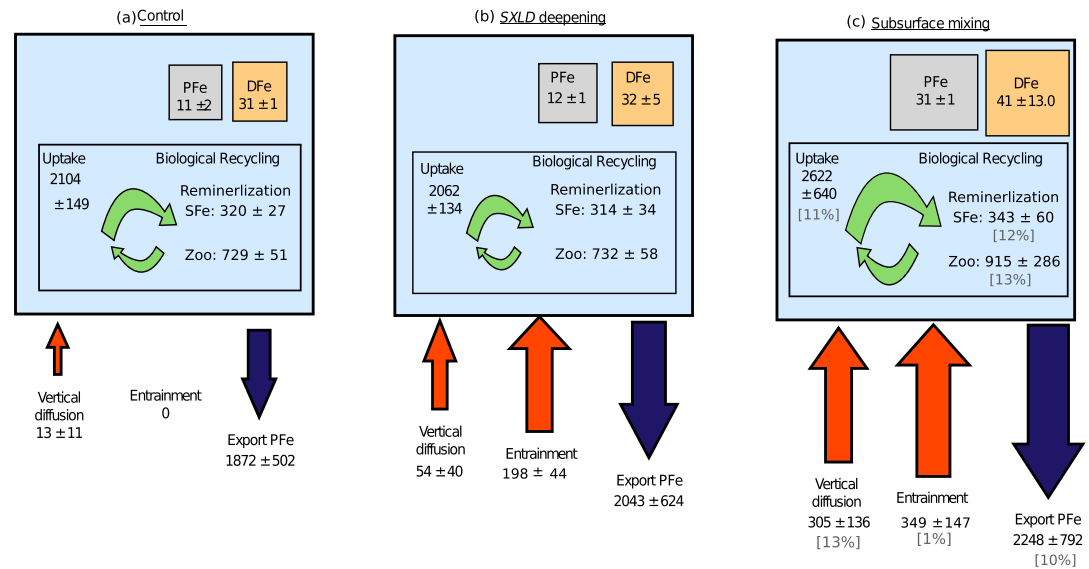 (a) Control
PFe
11 ±2
DFe
31 ±1
Uptake
2104
±149
Biological Recycling
Reminerlization
SFe: 320 ± 27
Zoo: 729 ± 51
Vertical
diffusion
13 ±11
Entrainment
0
Export PFe
1872 ±502
(b) SXLD deepening
PFe
12 ±1
DFe
32 ±5
Uptake
2062
±134
Biological Recycling
Reminerlization
SFe: 314 ± 34
Zoo: 732 ± 58
Vertical
diffusion
54 ±40
Entrainment
198 ± 44
Export PFe
2043 ±624
(c) Subsurface mixing
PFe
31 ±1
DFe
41 ±13.0
Uptake
2622
±640
[11%]
Biological Recycling
Reminerlization
SFe: 343 ± 60
[12%]
Zoo: 915 ± 286
[13%]
Vertical
diffusion
305 ±136
[13%]
Entrainment
349 ±147
[1%]
Export PFe
2248 ±792
[10%]